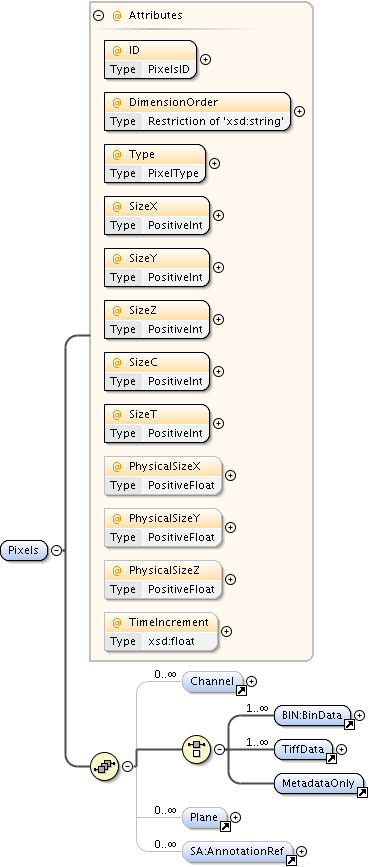 @ Attributes
@ ID
Type PixelsID
@ DimensionOrder
Type Restriction of 'xsd:string'
@ Type
Type PixelType
@ SizeX
Type PositiveInt
@ SizeY
Type PositiveInt
@ SizeZ
Type PositiveInt
@ SizeC
Type PositiveInt
@ SizeT
Type PositiveInt
@ PhysicalSizeX
Type PositiveFloat
@ PhysicalSizeY
Type PositiveFloat
@ PhysicalSizeZ
Type PositiveFloat
@ TimeIncrement
Type xsd:float
Pixels
0..∞ Channel
1..∞ BIN:BinData
1..∞ TiffData
MetadataOnly
0..∞ Plane
0..∞ SA:AnnotationRef